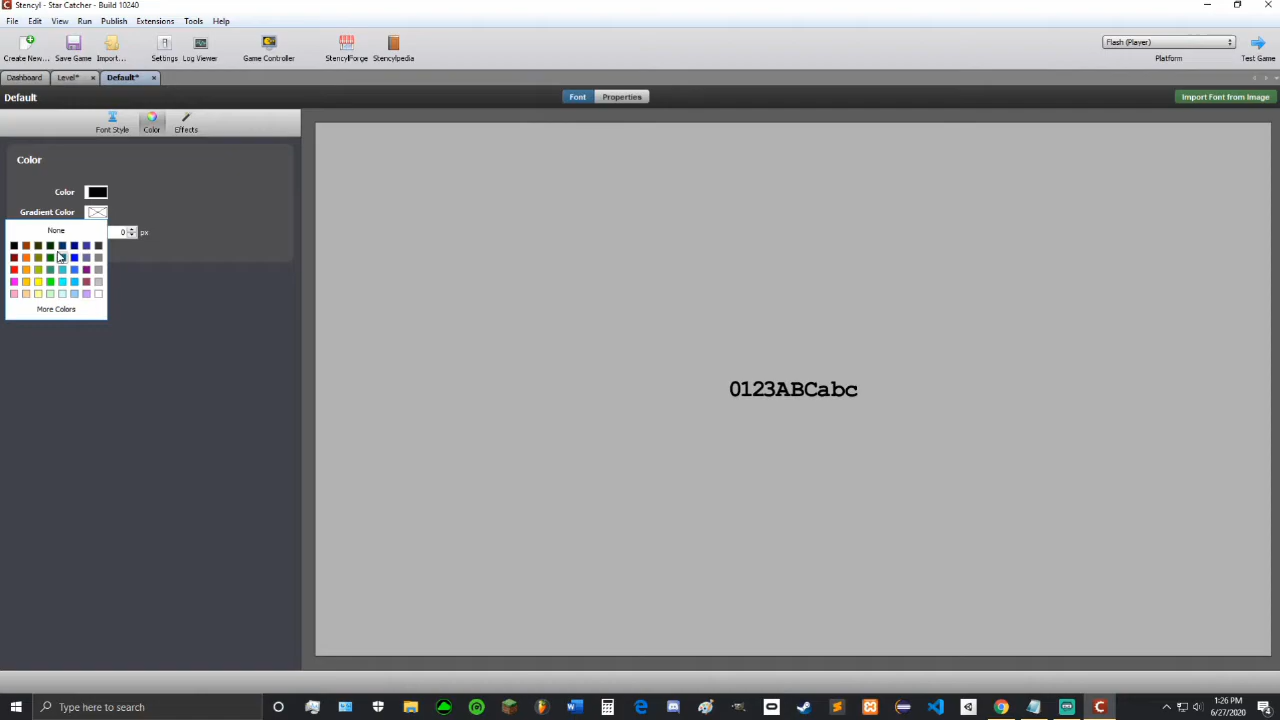 Stencyl - Star Catcher - Build 10240
File Edit View Run Publish Extensions Tools Help
Create New... Save Game Import... Settings Log Viewer Game Controller StencylForge Stencylpedia Flash (Player) Platform Test Game
Dashboard Level* Default*
Default Font Properties Import Font from Image
Font Style Color Effects
Color
Color
Gradient Color
None
0 px
More Colors
0123ABCabc
Type here to search
1:26 PM
6/27/2020